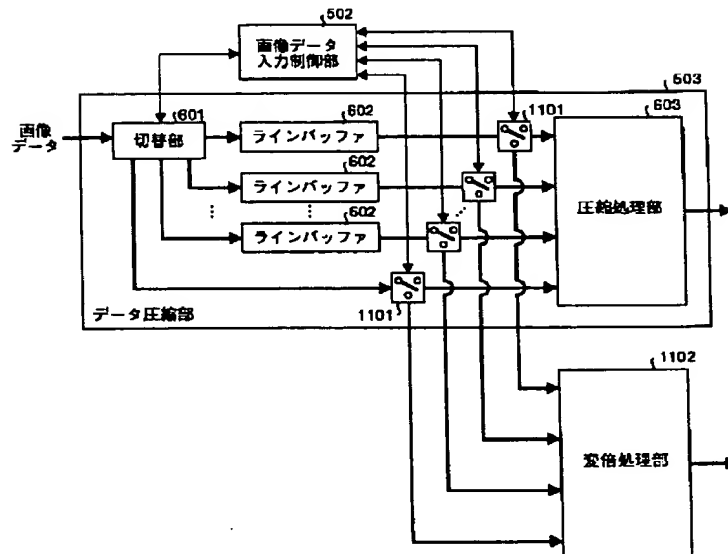 502
画像データ
入力制御部
503
画像
データ
601
切替部
602
ラインバッファ
1101
603
602
ラインバッファ
602
ラインバッファ
圧縮処理部
1101
データ圧縮部
1102
変倍処理部